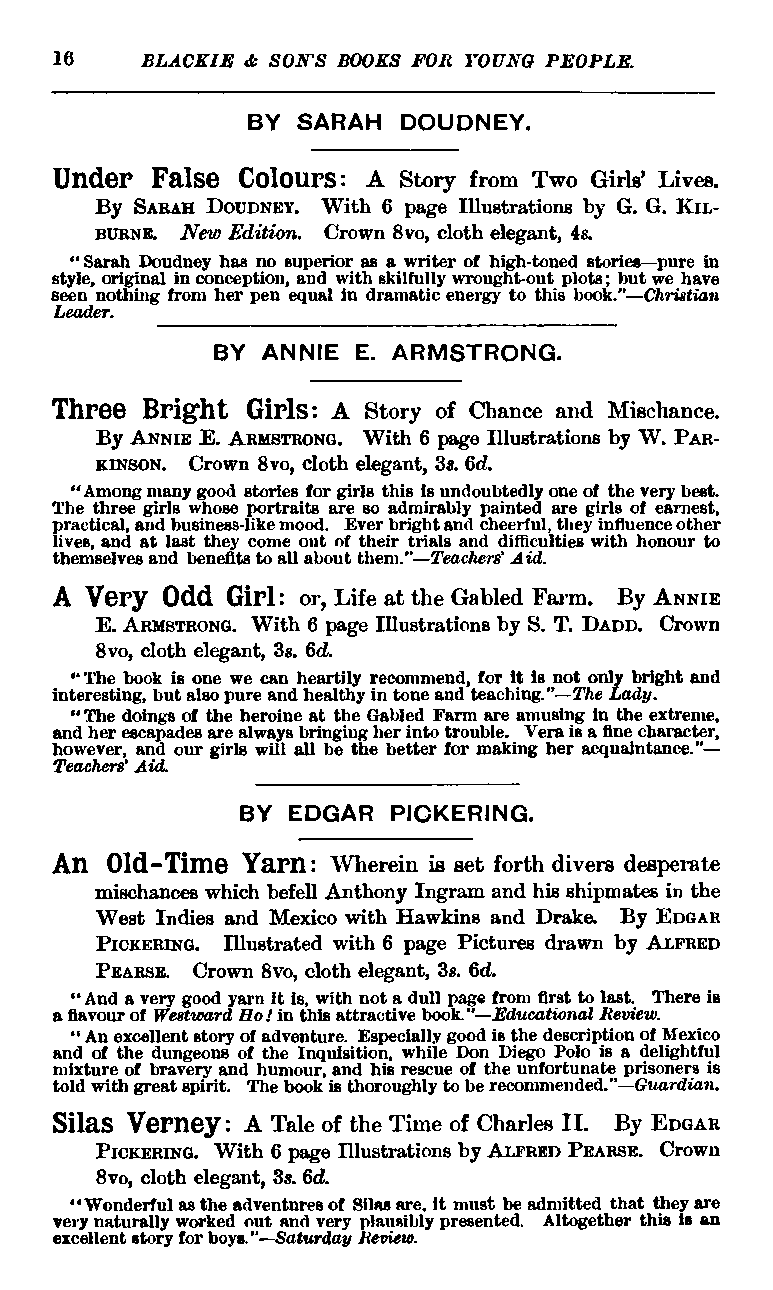 16 BLACKIE & SON'S BOOKS FOR YOUNG PEOPLE.
BY SARAH DOUDNEY.
Under False Colours: A Story from Two Girls' Lives.
By SARAH DOUDNEY. With 6 page Illustrations by G. G. KIL-
BURNE. New Edition. Crown 8vo, cloth elegant, 4s.
"Sarah Doudney has no superior as a writer of high-toned stories—pure in
style, original in conception, and with skilfully wrought-out plots; but we have
seen nothing from her pen equal in dramatic energy to this book."—Christian
Leader.
BY ANNIE E. ARMSTRONG.
Three Bright Girls: A Story of Chance and Mischance.
By ANNIE E. ARMSTRONG. With 6 page Illustrations by W. PAR-
KINSON. Crown 8vo, cloth elegant, 3s. 6d.
"Among many good stories for girls this is undoubtedly one of the very best.
The three girls whose portraits are so admirably painted are girls of earnest,
practical, and business-like mood. Ever bright and cheerful, they influence other
lives, and at last they come out of their trials and difficulties with honour to
themselves and benefits to all about them."—Teachers' Aid.
A Very Odd Girl: or, Life at the Gabled Farm. By ANNIE
E. ARMSTRONG. With 6 page Illustrations by S. T. DADD. Crown
8vo, cloth elegant, 3s. 6d.
"The book is one we can heartily recommend, for it is not only bright and
interesting, but also pure and healthy in tone and teaching."—The Lady.
"The doings of the heroine at the Gabled Farm are amusing in the extreme,
and her escapades are always bringing her into trouble. Vera is a fine character,
however, and our girls will all be the better for making her acquaintance."—
Teachers' Aid.
BY EDGAR PICKERING.
An Old-Time Yarn: Wherein is set forth divers desperate
mischances which befell Anthony Ingram and his shipmates in the
West Indies and Mexico with Hawkins and Drake. By EDGAR
PICKERING. Illustrated with 6 page Pictures drawn by ALFRED
PEARSE. Crown 8vo, cloth elegant, 3s. 6d.
"And a very good yarn it is, with not a dull page from first to last. There is
a flavour of Westward Ho! in this attractive book."—Educational Review.
"An excellent story of adventure. Especially good is the description of Mexico
and of the dungeons of the Inquisition, while Don Diego Polo is a delightful
mixture of bravery and humour, and his rescue of the unfortunate prisoners is
told with great spirit. The book is thoroughly to be recommended."—Guardian.
Silas Verney: A Tale of the Time of Charles II. By EDGAR
PICKERING. With 6 page Illustrations by ALFRED PEARSE. Crown
8vo, cloth elegant, 3s. 6d.
"Wonderful as the adventures of Silas are, it must be admitted that they are
very naturally worked out and very plausibly presented. Altogether this is an
excellent story for boys."—Saturday Review.